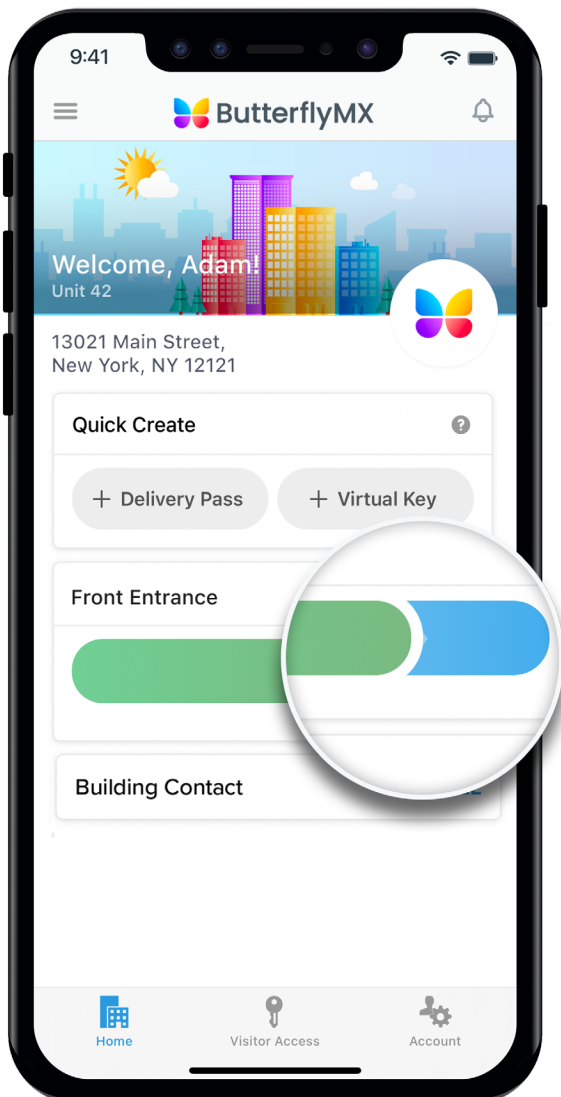 9:41
ButterflyMX
Welcome, Adam!
Unit 42
13021 Main Street,
New York, NY 12121
Quick Create
+ Delivery Pass
+ Virtual Key
Front Entrance
Building Contact
Home
Visitor Access
Account